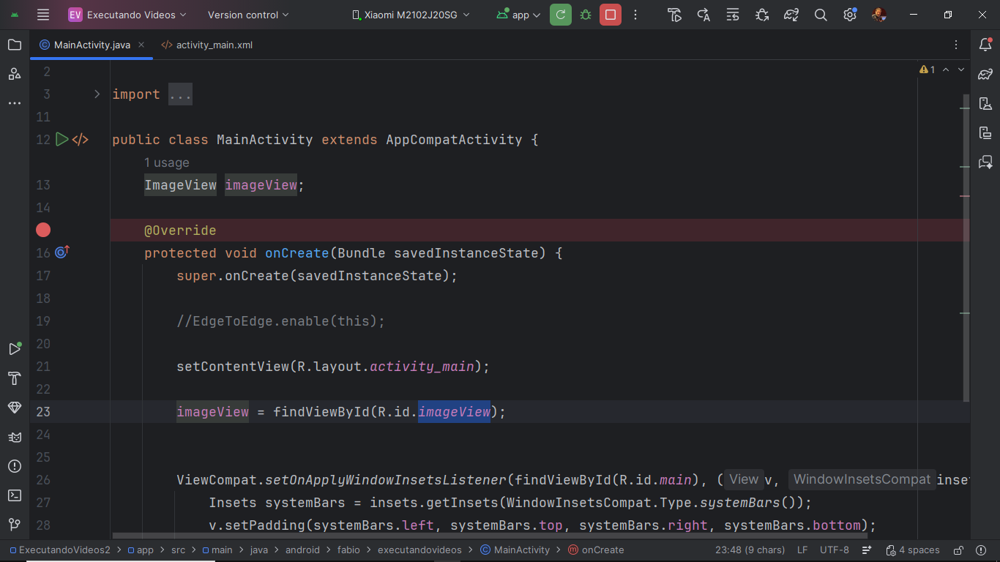 EV Executando Videos Version control Xiaomi M2102J20SG app
MainActivity.java activity_main.xml
2
1
3 import ...
11
12 public class MainActivity extends AppCompatActivity {
1 usage
13 ImageView imageView;
14
@Override
16 protected void onCreate(Bundle savedInstanceState) {
17 super.onCreate(savedInstanceState);
18
19 //EdgeToEdge.enable(this);
20
21 setContentView(R.layout.activity_main);
22
23 imageView = findViewById(R.id.imageView);
24
25
26 ViewCompat.setOnApplyWindowInsetsListener(findViewById(R.id.main), ( View v, WindowInsetsCompat inset
27 Insets systemBars = insets.getInsets(WindowInsetsCompat.Type.systemBars());
28 v.setPadding(systemBars.left, systemBars.top, systemBars.right, systemBars.bottom);
ExecutandoVideos2 > app > src > main > java > android > fabio > executandovideos > MainActivity > onCreate 23:48 (9 chars) LF UTF-8 4 spaces